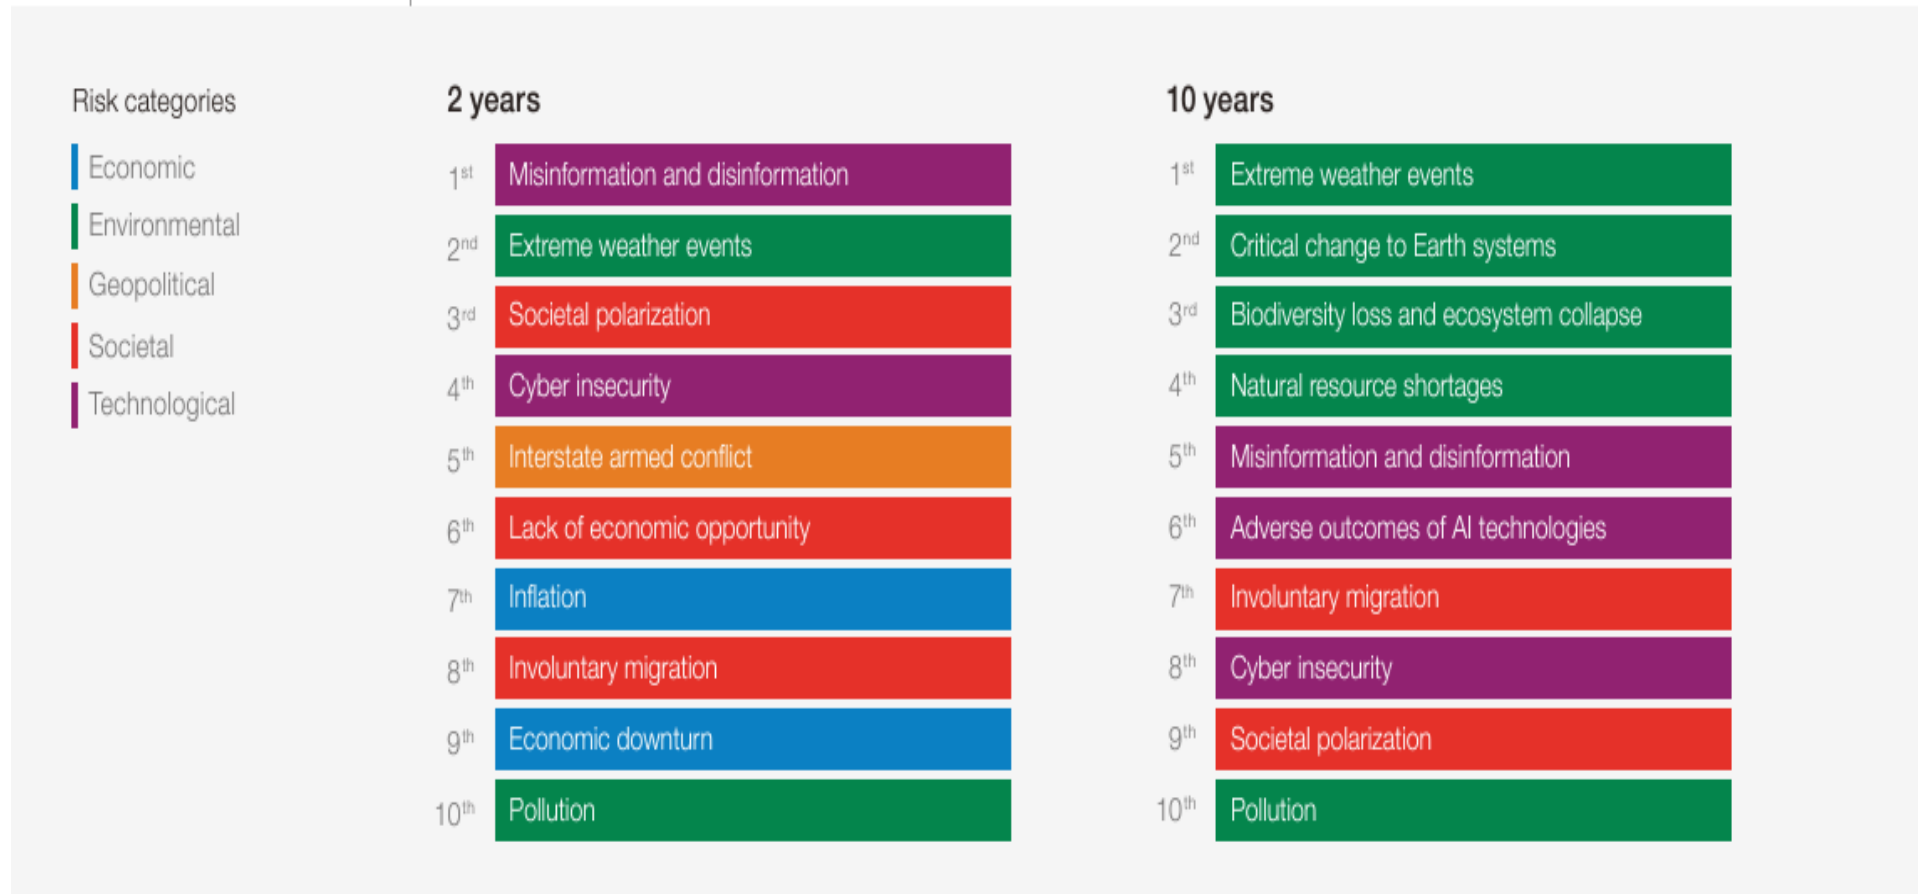 Risk categories
Economic
Environmental
Geopolitical
Societal
Technological
2 years
1st Misinformation and disinformation
2nd Extreme weather events
3rd Societal polarization
4th Cyber insecurity
5th Interstate armed conflict
6th Lack of economic opportunity
7th Inflation
8th Involuntary migration
9th Economic downturn
10th Pollution
10 years
1st Extreme weather events
2nd Critical change to Earth systems
3rd Biodiversity loss and ecosystem collapse
4th Natural resource shortages
5th Misinformation and disinformation
6th Adverse outcomes of AI technologies
7th Involuntary migration
8th Cyber insecurity
9th Societal polarization
10th Pollution